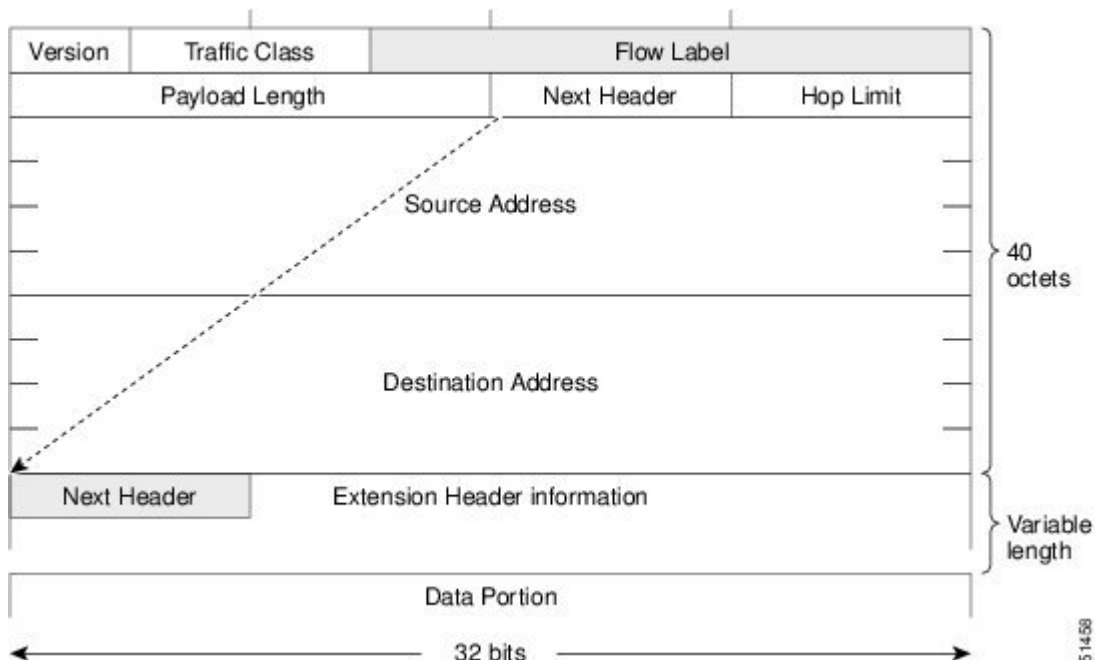 Version Traffic Class Flow Label
Payload Length Next Header Hop Limit
Source Address
40
octets
Destination Address
Next Header Extension Header information
Variable
length
Data Portion
32 bits
51458